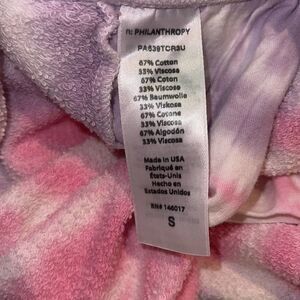 n: PHILANTHROPY
PA639TCR3U
67% Cotton
33% Viscosa
67% Coton
33% Viscose
67% Baumwolle
33% Viskose
67% Cotone
33% Viscosa
67% Algodón
33% Viscosa
Made in USA
Fabriqué en
États-Unis
Hecho en
Estados Unidos
RN# 146017
S